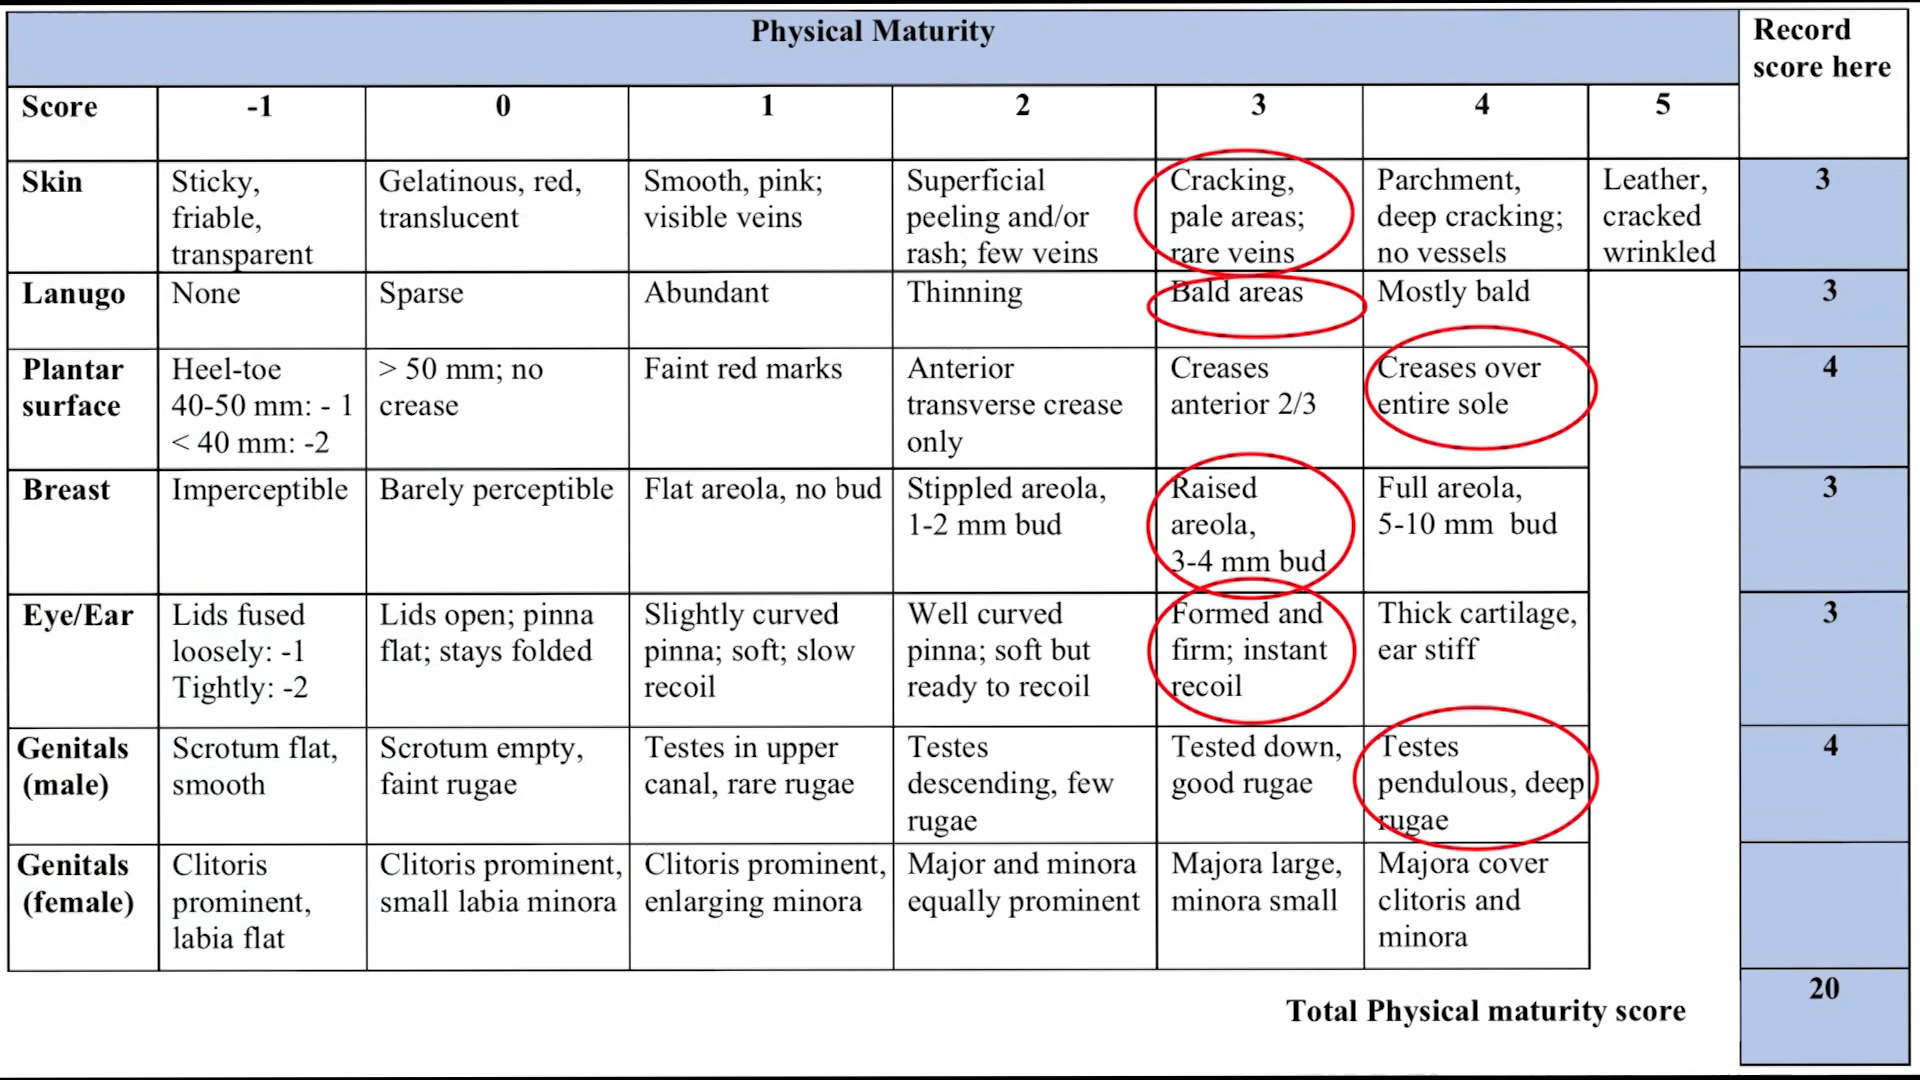 Physical Maturity
Record
score here
Score
-1
0
1
2
3
4
5
Skin
Sticky,
friable,
transparent
Gelatinous, red,
translucent
Smooth, pink;
visible veins
Superficial
peeling and/or
rash; few veins
Cracking,
pale areas;
rare veins
Parchment,
deep cracking;
no vessels
Leather,
cracked
wrinkled
3
Lanugo
None
Sparse
Abundant
Thinning
Bald areas
Mostly bald
3
Plantar
surface
Heel-toe
40-50 mm: - 1
< 40 mm: -2
> 50 mm; no
crease
Faint red marks
Anterior
transverse crease
only
Creases
anterior 2/3
Creases over
entire sole
4
Breast
Imperceptible
Barely perceptible
Flat areola, no bud
Stippled areola,
1-2 mm bud
Raised
areola,
3-4 mm bud
Full areola,
5-10 mm bud
3
Eye/Ear
Lids fused
loosely: -1
Tightly: -2
Lids open; pinna
flat; stays folded
Slightly curved
pinna; soft; slow
recoil
Well curved
pinna; soft but
ready to recoil
Formed and
firm; instant
recoil
Thick cartilage,
ear stiff
3
Genitals
(male)
Scrotum flat,
smooth
Scrotum empty,
faint rugae
Testes in upper
canal, rare rugae
Testes
descending, few
rugae
Tested down,
good rugae
Testes
pendulous, deep
rugae
4
Genitals
(female)
Clitoris
prominent,
labia flat
Clitoris prominent,
small labia minora
Clitoris prominent,
enlarging minora
Major and minora
equally prominent
Majora large,
minora small
Majora cover
clitoris and
minora
Total Physical maturity score
20